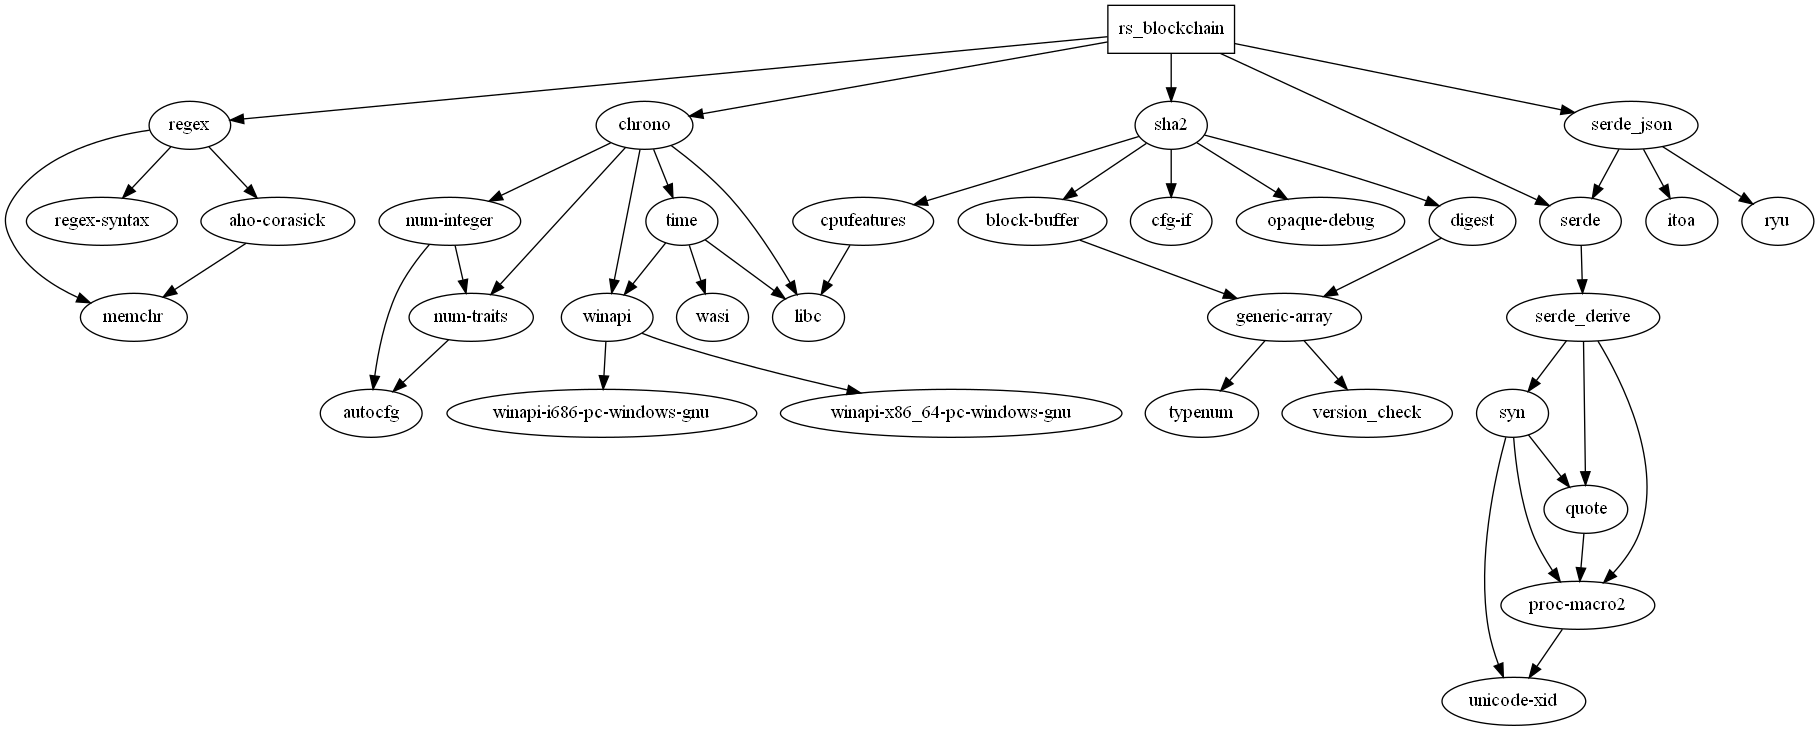 rs_blockchain
regex
chrono
sha2
serde_json
regex-syntax
aho-corasick
num-integer
time
cpufeatures
block-buffer
cfg-if
opaque-debug
digest
serde
itoa
ryu
memchr
num-traits
winapi
wasi
libc
generic-array
serde_derive
autocfg
winapi-i686-pc-windows-gnu
winapi-x86_64-pc-windows-gnu
typenum
version_check
syn
quote
proc-macro2
unicode-xid